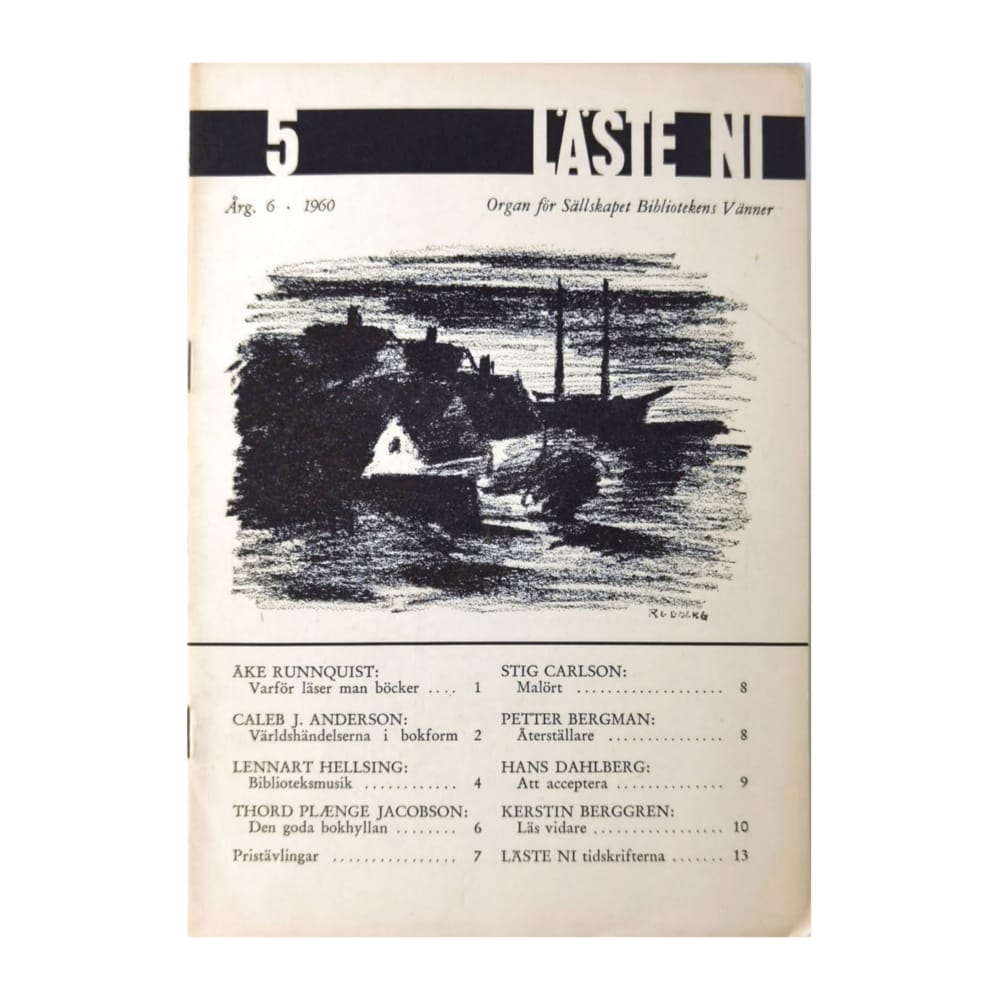 5 LÄSTE NI
Årg. 6 . 1960 Organ för Sällskapet Bibliotekens Vänner
ÅKE RUNNQUIST:
Varför läser man böcker .... 1
CALEB J. ANDERSON:
Världshändelserna i bokform 2
LENNART HELLSING:
Biblioteksmusik ............ 4
THORD PLÆNGE JACOBSON:
Den goda bokhyllan ........ 6
Pristävlingar ................ 7
STIG CARLSON:
Malört .................... 8
PETTER BERGMAN:
Återställare ............... 8
HANS DAHLBERG:
Att acceptera .............. 9
KERSTIN BERGGREN:
Läs vidare ................. 10
LÄSTE NI tidskrifterna ....... 13